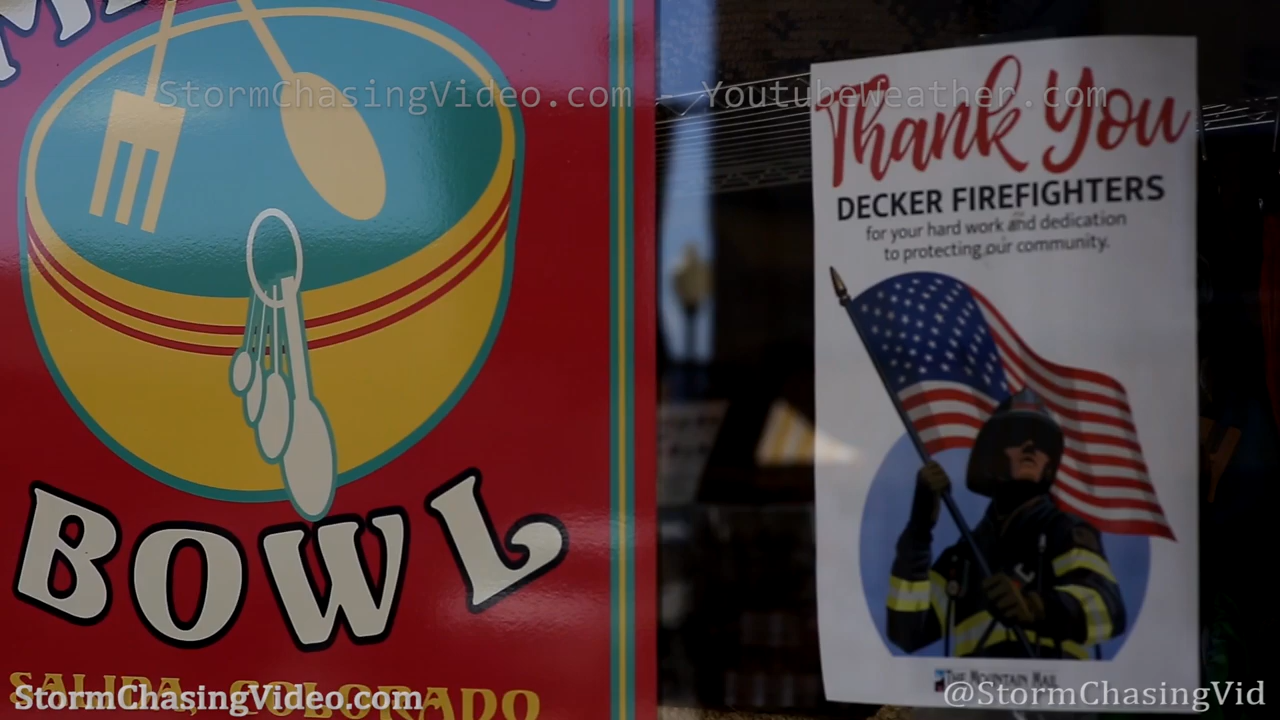 StormChasingVideo.com YoutubeWeather.com
BOWL
SALIDA, COLORADO
Thank You
DECKER FIREFIGHTERS
for your hard work and dedication
to protecting our community.
THE MOUNTAIN MAIL
StormChasingVideo.com
@StormChasingVid